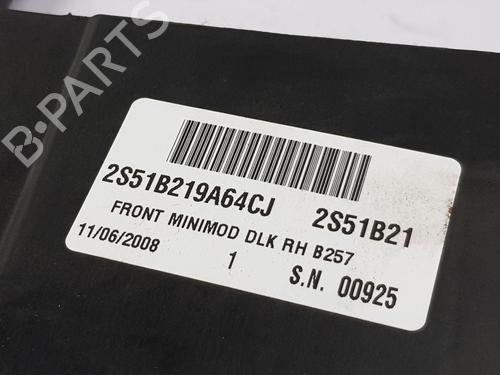 B-PARTS
2S51B219A64CJ 2S51B21
FRONT MINIMOD DLK RH B257
11/06/2008 1 S.N. 00925